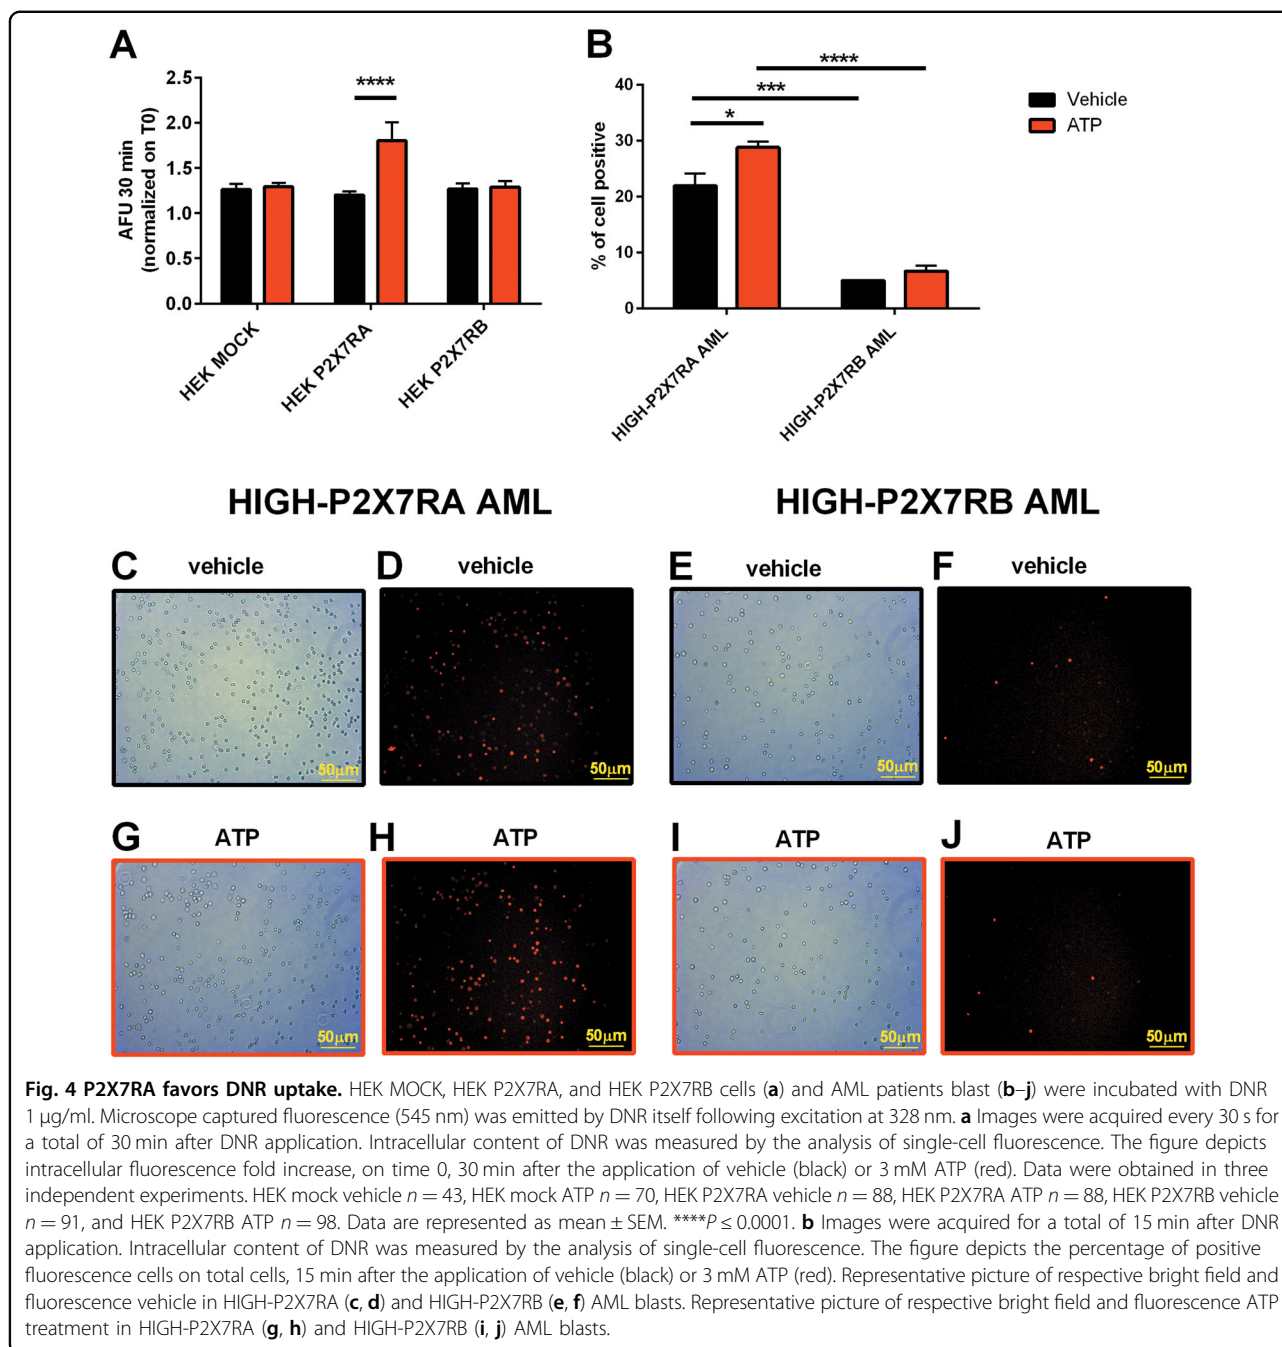 A
B
****
2.5
2.0
1.5
1.0
0.5
0.0
AFU 30 min
(normalized on T0)
HEK MOCK
HEK P2X7RA
HEK P2X7RB
****
***
*
40
30
20
10
0
% of cell positive
HIGH-P2X7RA AML
HIGH-P2X7RB AML
Vehicle
ATP
HIGH-P2X7RA AML
HIGH-P2X7RB AML
C vehicle
D vehicle
E vehicle
F vehicle
50µm
50µm
50µm
50µm
G ATP
H ATP
I ATP
J ATP
50µm
50µm
50µm
50µm
Fig. 4 P2X7RA favors DNR uptake. HEK MOCK, HEK P2X7RA, and HEK P2X7RB cells (a) and AML patients blast (b–j) were incubated with DNR
1 µg/ml. Microscope captured fluorescence (545 nm) was emitted by DNR itself following excitation at 328 nm. a Images were acquired every 30 s for
a total of 30 min after DNR application. Intracellular content of DNR was measured by the analysis of single-cell fluorescence. The figure depicts
intracellular fluorescence fold increase, on time 0, 30 min after the application of vehicle (black) or 3 mM ATP (red). Data were obtained in three
independent experiments. HEK mock vehicle n = 43, HEK mock ATP n = 70, HEK P2X7RA vehicle n = 88, HEK P2X7RA ATP n = 88, HEK P2X7RB vehicle
n = 91, and HEK P2X7RB ATP n = 98. Data are represented as mean ± SEM. ****P ≤ 0.0001. b Images were acquired for a total of 15 min after DNR
application. Intracellular content of DNR was measured by the analysis of single-cell fluorescence. The figure depicts the percentage of positive
fluorescence cells on total cells, 15 min after the application of vehicle (black) or 3 mM ATP (red). Representative picture of respective bright field and
fluorescence vehicle in HIGH-P2X7RA (c, d) and HIGH-P2X7RB (e, f) AML blasts. Representative picture of respective bright field and fluorescence ATP
treatment in HIGH-P2X7RA (g, h) and HIGH-P2X7RB (i, j) AML blasts.